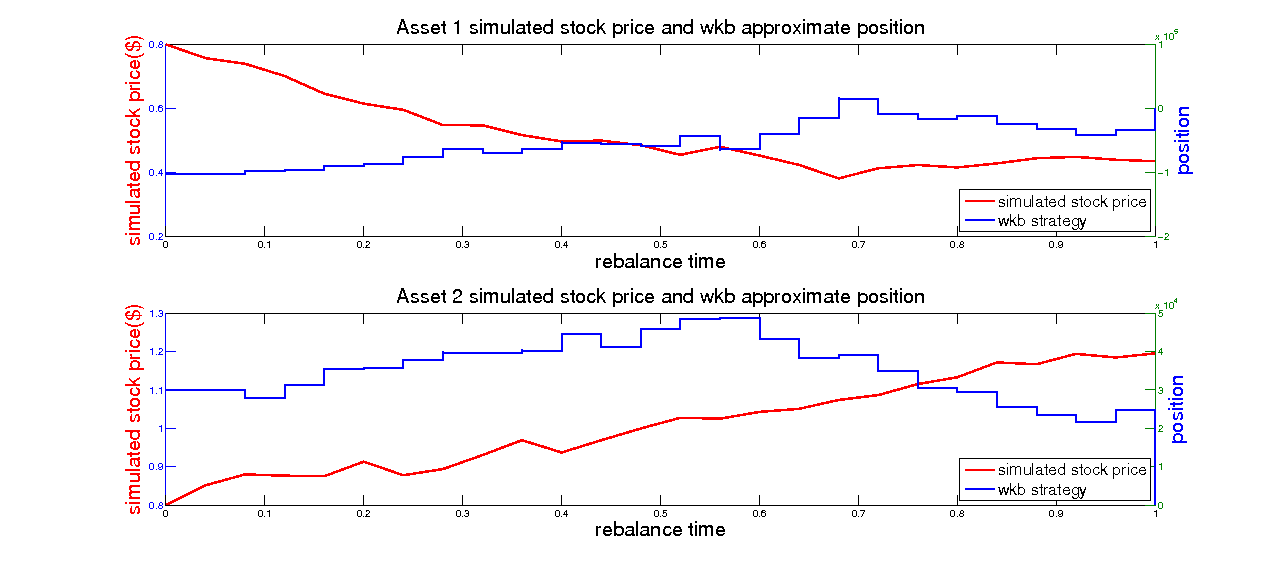 Asset 1 simulated stock price and wkb approximate position
x 10^5
simulated stock price($)
0.8
0.6
0.4
0.2
1
0
-1
-2
position
simulated stock price
wkb strategy
0 0.1 0.2 0.3 0.4 0.5 0.6 0.7 0.8 0.9 1
rebalance time
Asset 2 simulated stock price and wkb approximate position
x 10^4
simulated stock price($)
1.3
1.2
1.1
1
0.9
0.8
5
4
3
2
1
0
position
simulated stock price
wkb strategy
0 0.1 0.2 0.3 0.4 0.5 0.6 0.7 0.8 0.9 1
rebalance time